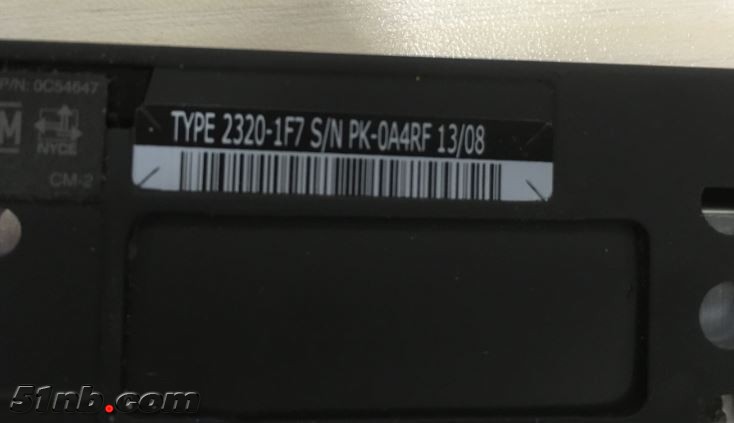 P/N: 0C54647
TYPE 2320-1F7 S/N PK-0A4RF 13/08
M
NYCE
CM-2
51nb.com